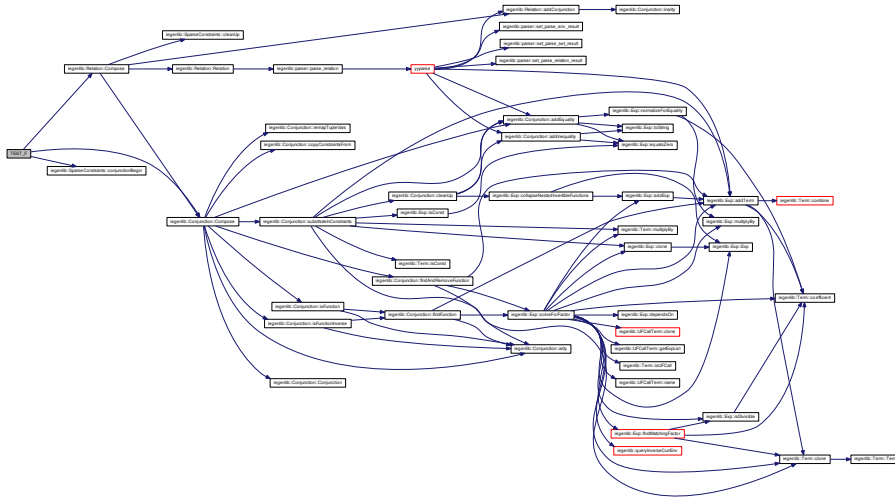 TEST_F
iegenlib::Relation::Compose
iegenlib::SparseConstraints::cleanUp
iegenlib::Relation::Relation
iegenlib::parser::parse_relation
yyparse
iegenlib::Relation::addConjunction
iegenlib::Conjunction::inarity
iegenlib::parser::set_parse_env_result
iegenlib::parser::set_parse_set_result
iegenlib::parser::set_parse_relation_result
iegenlib::SparseConstraints::conjunctionBegin
iegenlib::Conjunction::remapTupleVars
iegenlib::Conjunction::copyConstraintsFrom
iegenlib::Conjunction::addEquality
iegenlib::Conjunction::addInequality
iegenlib::Exp::normalizeForEquality
iegenlib::Exp::toString
iegenlib::Exp::equalsZero
iegenlib::Conjunction::Compose
iegenlib::Conjunction::substituteInConstraints
iegenlib::Conjunction::cleanUp
iegenlib::Exp::isConst
iegenlib::Exp::collapseNestedInvertibleFunctions
iegenlib::Exp::addExp
iegenlib::Exp::addTerm
iegenlib::Term::combine
iegenlib::Exp::multiplyBy
iegenlib::Term::multiplyBy
iegenlib::Exp::clone
iegenlib::Exp::Exp
iegenlib::Term::isConst
iegenlib::Conjunction::findAndRemoveFunction
iegenlib::Conjunction::isFunction
iegenlib::Conjunction::isFunctionInverse
iegenlib::Conjunction::findFunction
iegenlib::Exp::solveForFactor
iegenlib::Term::coefficient
iegenlib::Exp::dependsOn
iegenlib::UFCallTerm::clone
iegenlib::UFCallTerm::getExpList
iegenlib::Conjunction::arity
iegenlib::Term::isUFCall
iegenlib::UFCallTerm::name
iegenlib::Conjunction::Conjunction
iegenlib::Exp::isDivisible
iegenlib::Exp::findMatchingFactor
iegenlib::queryInverseCurrEnv
iegenlib::Term::clone
iegenlib::Term::Term